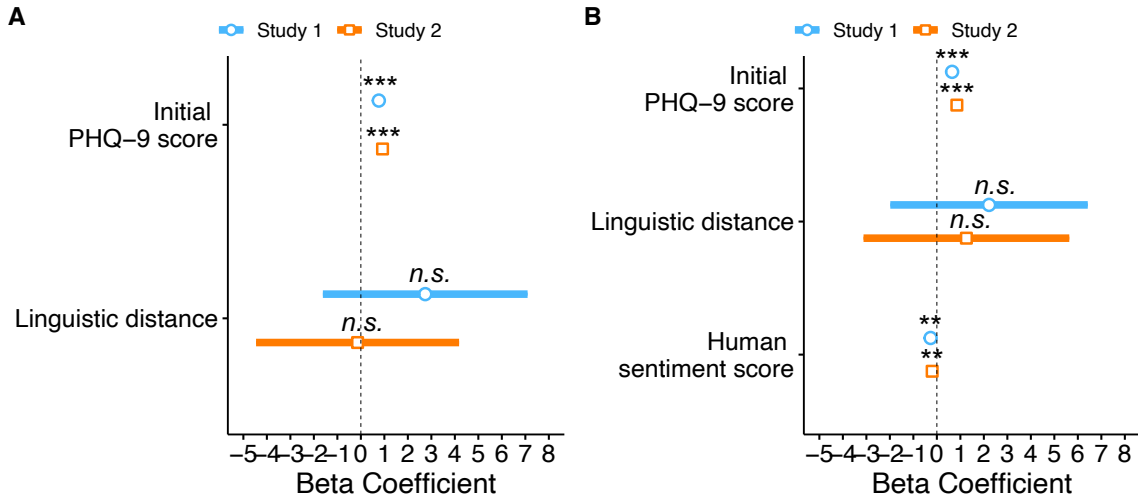 A
Study 1 Study 2
Initial
PHQ−9 score
***
***
Linguistic distance
n.s.
n.s.
−5 −4 −3 −2 −1 0 1 2 3 4 5 6 7 8
Beta Coefficient
B
Study 1 Study 2
Initial
PHQ−9 score
***
***
Linguistic distance
n.s.
n.s.
Human
sentiment score
**
**
−5 −4 −3 −2 −1 0 1 2 3 4 5 6 7 8
Beta Coefficient